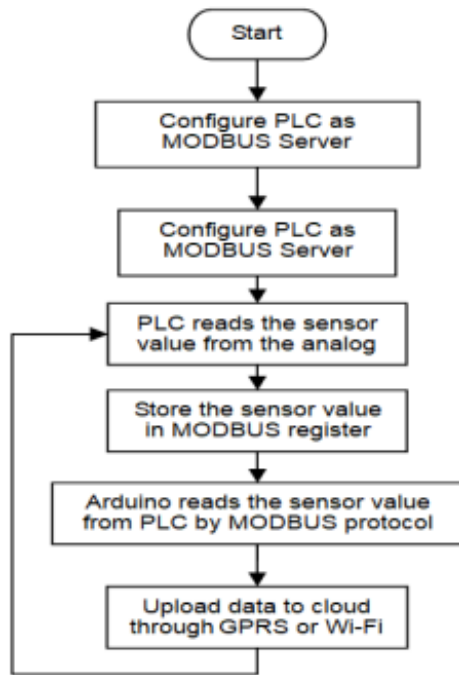 Start
Configure PLC as
MODBUS Server
Configure PLC as
MODBUS Server
PLC reads the sensor
value from the analog
Store the sensor value
in MODBUS register
Arduino reads the sensor value
from PLC by MODBUS protocol
Upload data to cloud
through GPRS or Wi-Fi